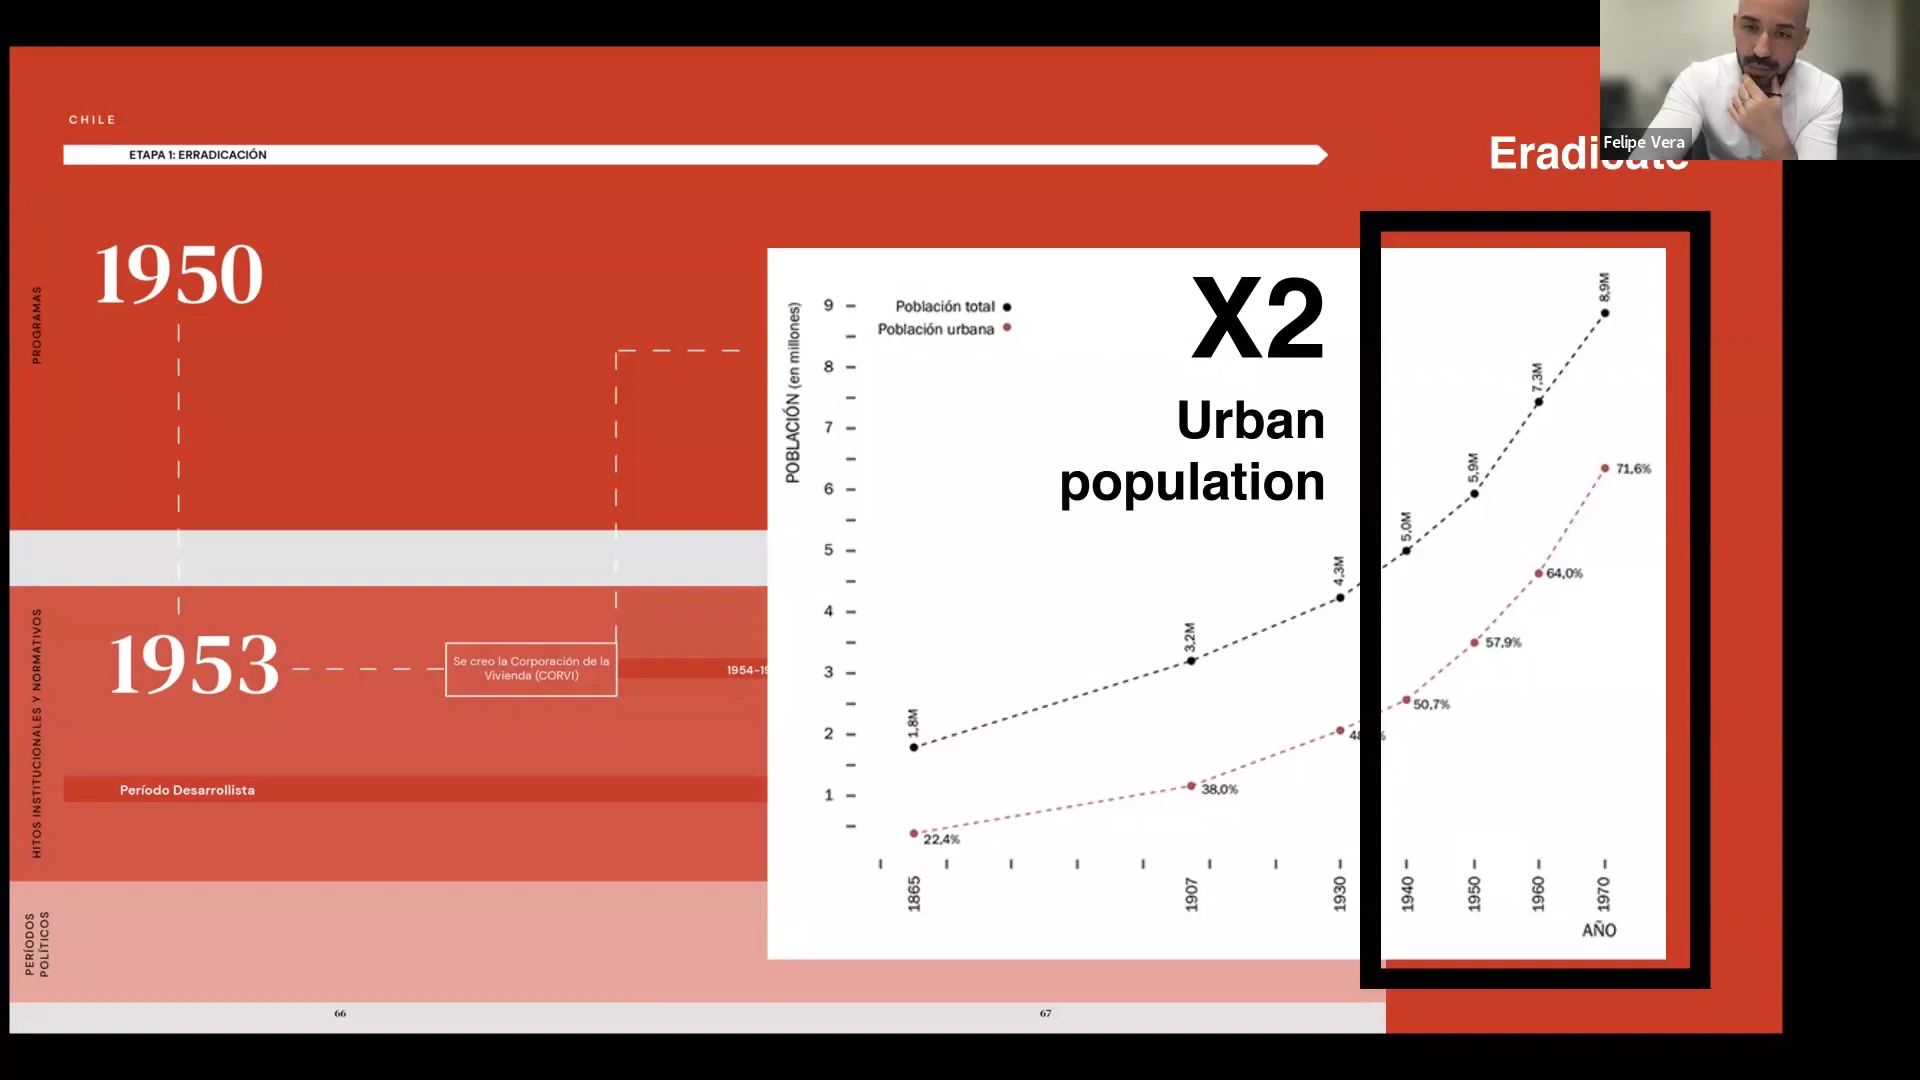 CHILE
ETAPA 1: ERRADICACIÓN
Felipe Vera
PROGRAMAS
1950
HITOS INSTITUCIONALES Y NORMATIVOS
1953
Se creo la Corporación de la
Vivienda (CORVI)
Período Desarrollista
PERÍODOS
POLÍTICOS
66
67
X2
Urban
population
Población total
Población urbana
POBLACIÓN (en millones)
9
8
7
6
5
4
3
2
1
1,8M
3,2M
4,3M
5,0M
5,9M
7,3M
8,9M
22,4%
38,0%
50,7%
57,9%
64,0%
71,6%
1865
1907
1930
1940
1950
1960
1970
AÑO